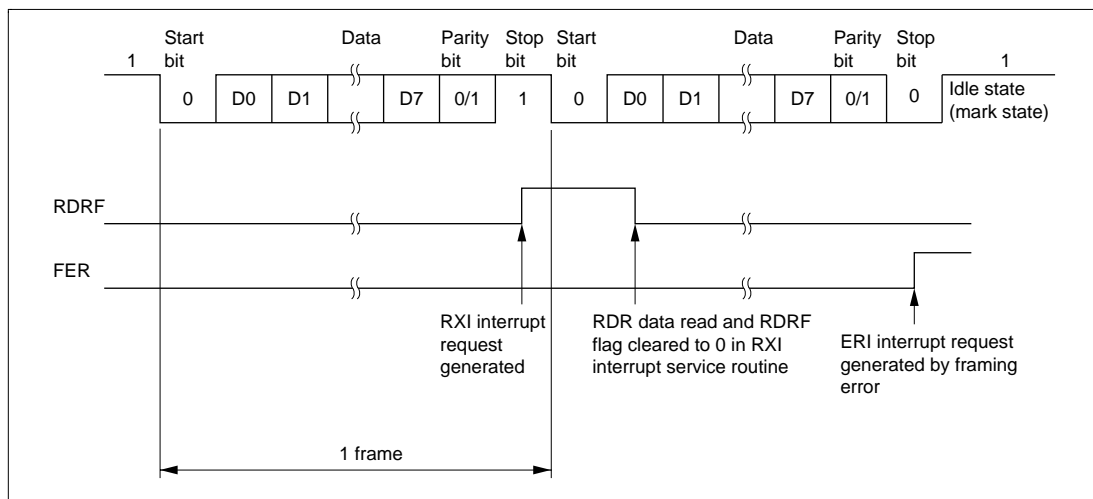 Start bit
Data
Parity bit
Stop bit
Start bit
Data
Parity bit
Stop bit
1
1
0 D0 D1 D7 0/1 1 0 D0 D1 D7 0/1 0
Idle state
(mark state)
RDRF
FER
RXI interrupt
request
generated
RDR data read and RDRF
flag cleared to 0 in RXI
interrupt service routine
ERI interrupt request
generated by framing
error
1 frame